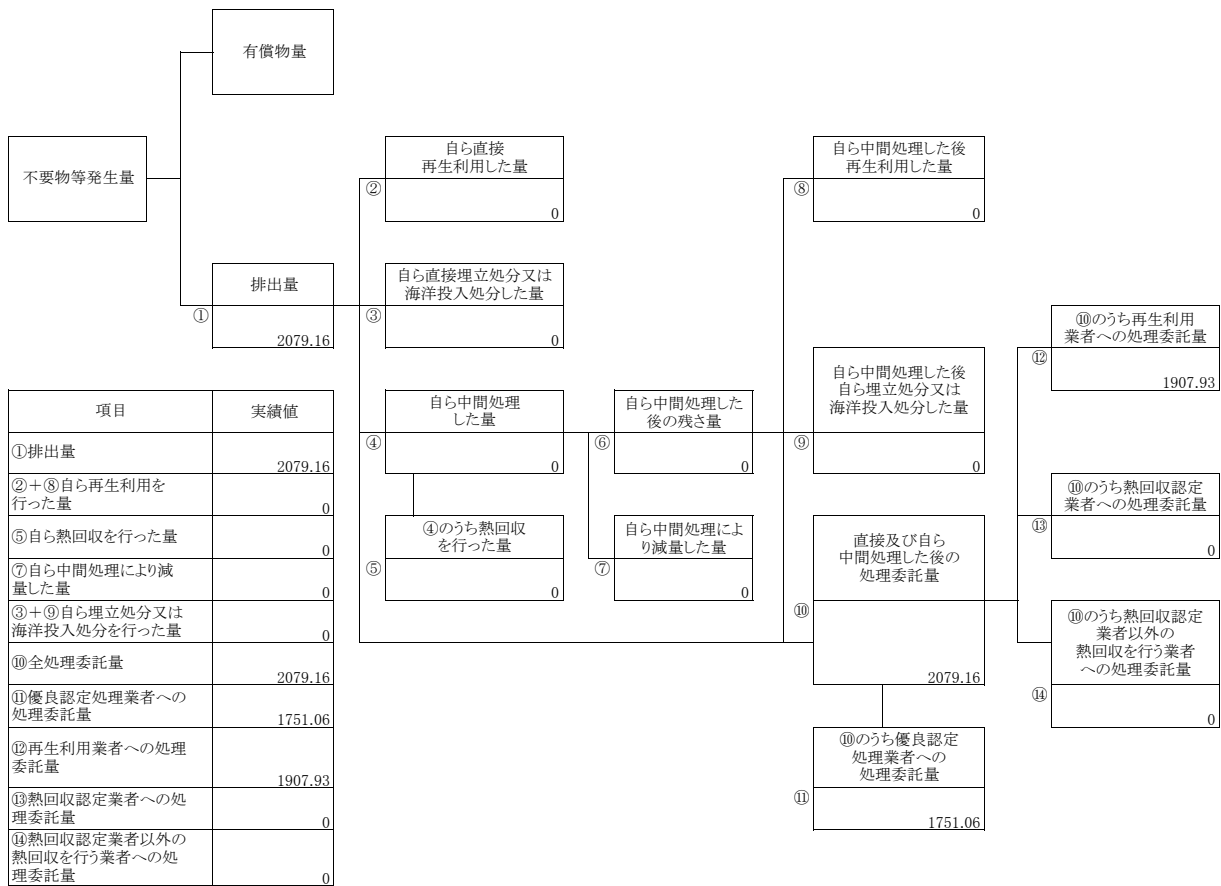 有償物量
不要物等発生量
排出量
①
2079.16
自ら直接
再生利用した量
②
0
自ら直接埋立処分又は
海洋投入処分した量
③
0
自ら中間処理
した量
④
0
④のうち熱回収
を行った量
⑤
0
自ら中間処理した
後の残さ量
⑥
0
自ら中間処理によ
り減量した量
⑦
0
自ら中間処理した後
再生利用した量
⑧
0
自ら中間処理した後
自ら埋立処分又は
海洋投入処分した量
⑨
0
直接及び自ら
中間処理した後の
処理委託量
⑩
2079.16
⑩のうち優良認定
処理業者への
処理委託量
⑪
1751.06
⑩のうち再生利用
業者への処理委託量
⑫
1907.93
⑩のうち熱回収認定
業者への処理委託量
⑬
0
⑩のうち熱回収認定
業者以外の
熱回収を行う業者
への処理委託量
⑭
0
項目 実績値
①排出量
2079.16
②＋⑧自ら再生利用を
行った量
0
⑤自ら熱回収を行った量
0
⑦自ら中間処理により減
量した量
0
③＋⑨自ら埋立処分又は
海洋投入処分を行った量
0
⑩全処理委託量
2079.16
⑪優良認定処理業者への
処理委託量
1751.06
⑫再生利用業者への処理
委託量
1907.93
⑬熱回収認定業者への処
理委託量
0
⑭熱回収認定業者以外の
熱回収を行う業者への処
理委託量
0